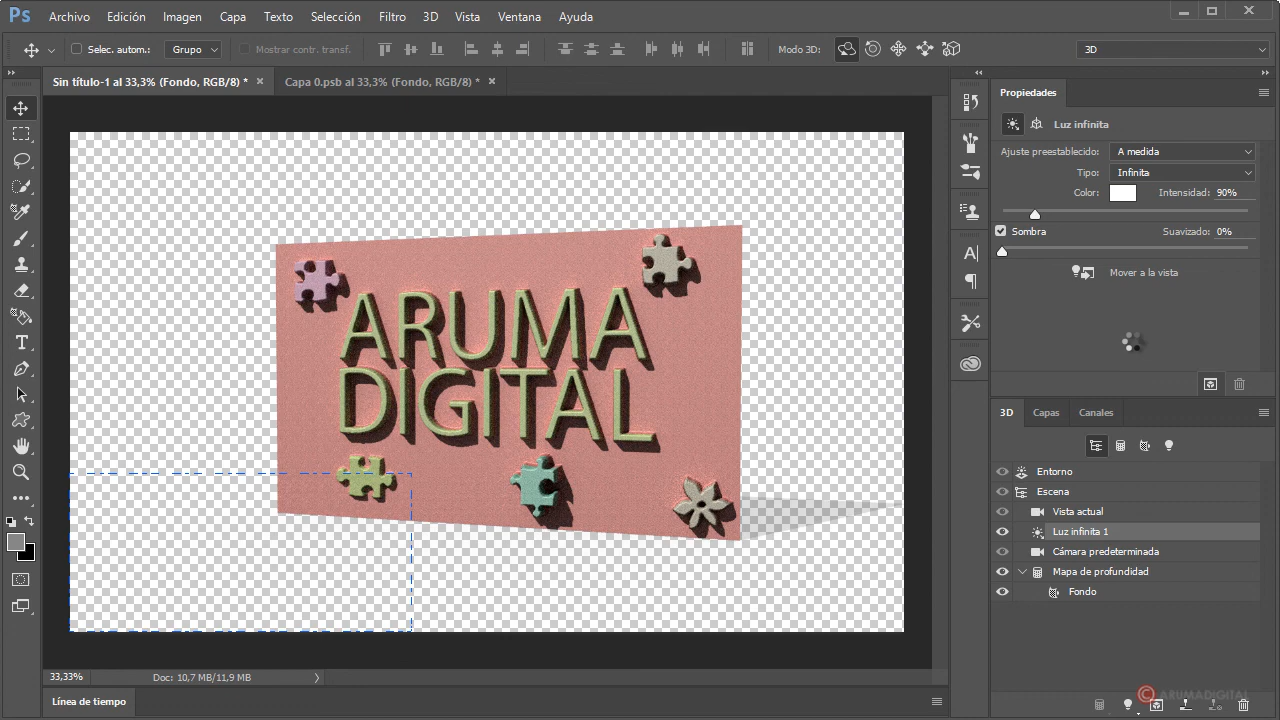 Ps Archivo Edición Imagen Capa Texto Selección Filtro 3D Vista Ventana Ayuda
Selec. autom.: Grupo Mostrar contr. transf. Modo 3D: 3D
Sin título-1 al 33,3% (Fondo, RGB/8) * Capa 0.psb al 33,3% (Fondo, RGB/8) *
Propiedades
Luz infinita
Ajuste preestablecido: A medida
Tipo: Infinita
Color: Intensidad: 90%
Sombra Suavizado: 0%
Mover a la vista
ARUMA
DIGITAL
3D Capas Canales
Entorno
Escena
Vista actual
Luz infinita 1
Cámara predeterminada
Mapa de profundidad
Fondo
33,33% Doc: 10,7 MB/11,9 MB
Línea de tiempo
© ARUMADIGITAL